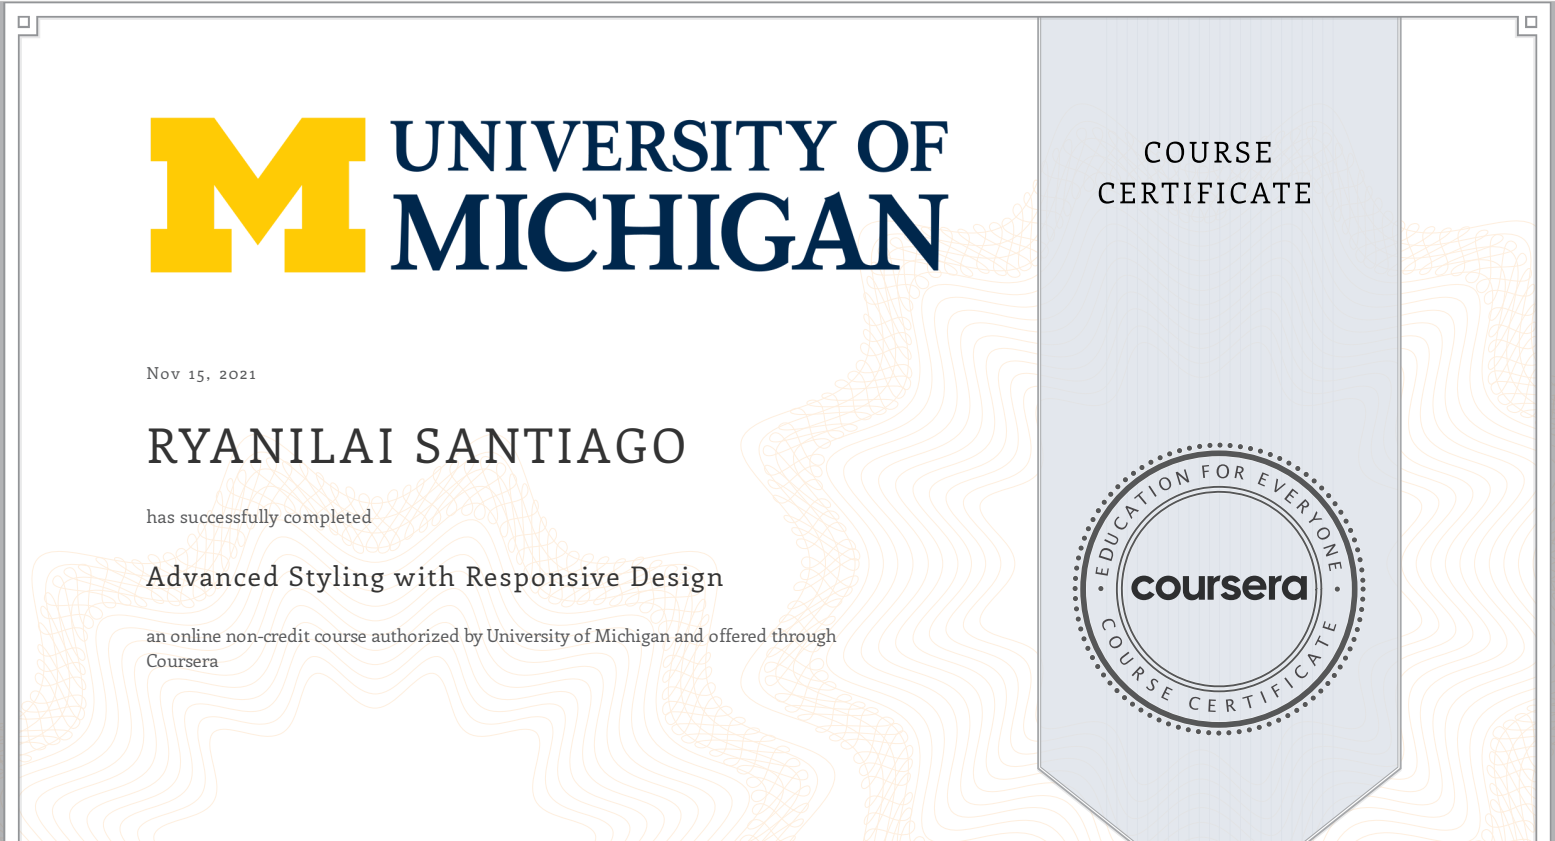 UNIVERSITY OF
MICHIGAN
COURSE
CERTIFICATE
Nov 15, 2021
RYANILAI SANTIAGO
has successfully completed
Advanced Styling with Responsive Design
an online non-credit course authorized by University of Michigan and offered through
Coursera
EDUCATION FOR EVERYONE
coursera
COURSE CERTIFICATE